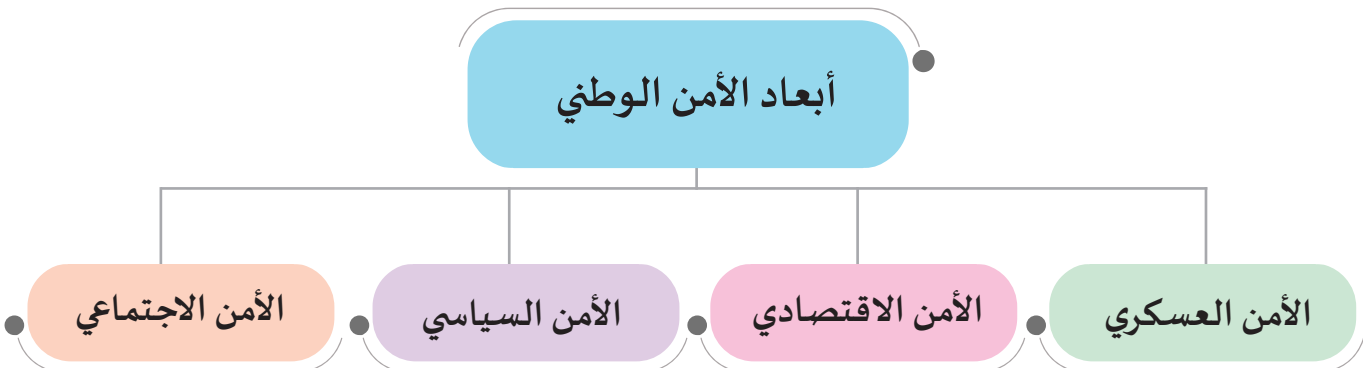 أبعاد الأمن الوطني
الأمن العسكري
الأمن الاقتصادي
الأمن السياسي
الأمن الاجتماعي